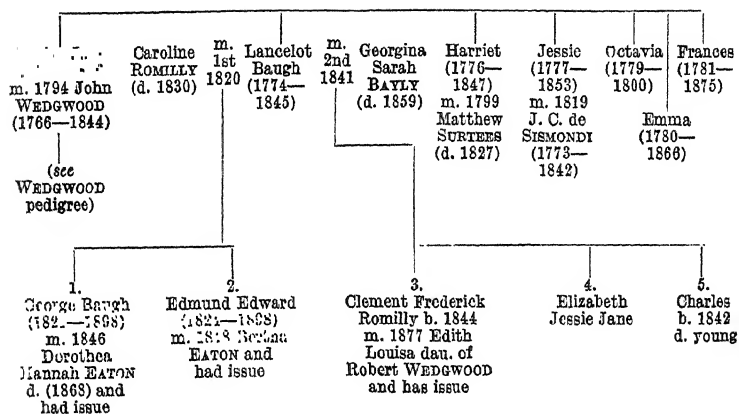 m. 1794 John
WEDGWOOD
(1766—1844)
(see
WEDGWOOD
pedigree)
Caroline
ROMILLY
(d. 1830)
m.
1st
1820
Lancelot
Baugh
(1774—
1845)
m.
2nd
1841
Georgina
Sarah
BAYLY
(d. 1859)
Harriet
(1776—
1847)
m. 1799
Matthew
SURTEES
(d. 1827)
Jessie
(1777—
1853)
m. 1819
J. C. de
SISMONDI
(1773—
1842)
Octavia
(1779—
1800)
Emma
(1780—
1866)
Frances
(1781—
1875)
1.
George Baugh
m. 1846
Dorothea
Hannah EATON
d. (1868) and
had issue
2.
Edmund Edward
m.
EATON and
had issue
3.
Clement Frederick
Romilly b. 1844
m. 1877 Edith
Louisa dau. of
Robert WEDGWOOD
and has issue
4.
Elizabeth
Jessie Jane
5.
Charles
b. 1842
d. young